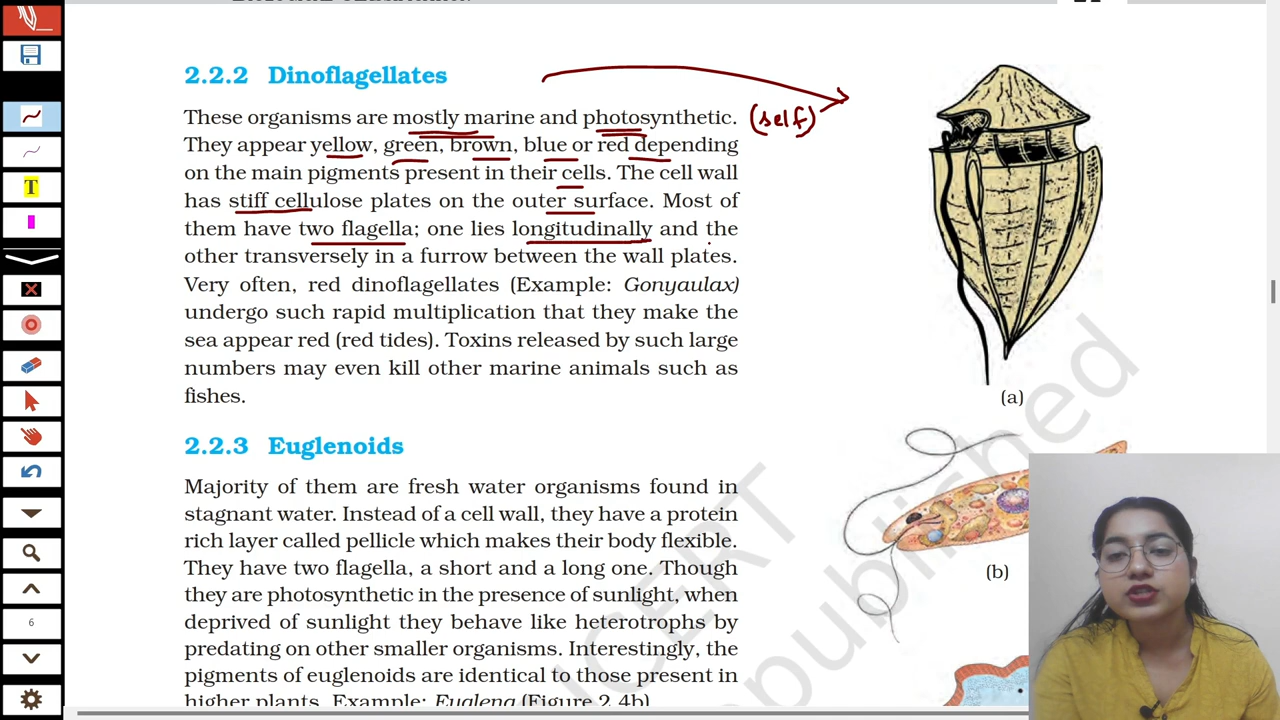 2.2.2 Dinoflagellates
These organisms are mostly marine and photosynthetic.
(self)
They appear yellow, green, brown, blue or red depending
on the main pigments present in their cells. The cell wall
has stiff cellulose plates on the outer surface. Most of
them have two flagella; one lies longitudinally and the
other transversely in a furrow between the wall plates.
Very often, red dinoflagellates (Example: Gonyaulax)
undergo such rapid multiplication that they make the
sea appear red (red tides). Toxins released by such large
numbers may even kill other marine animals such as
fishes.
(a)
2.2.3 Euglenoids
Majority of them are fresh water organisms found in
stagnant water. Instead of a cell wall, they have a protein
rich layer called pellicle which makes their body flexible.
They have two flagella, a short and a long one. Though
they are photosynthetic in the presence of sunlight, when
deprived of sunlight they behave like heterotrophs by
predating on other smaller organisms. Interestingly, the
pigments of euglenoids are identical to those present in
higher plants. Example: Euglena (Figure 2.4b)
(b)
T
6